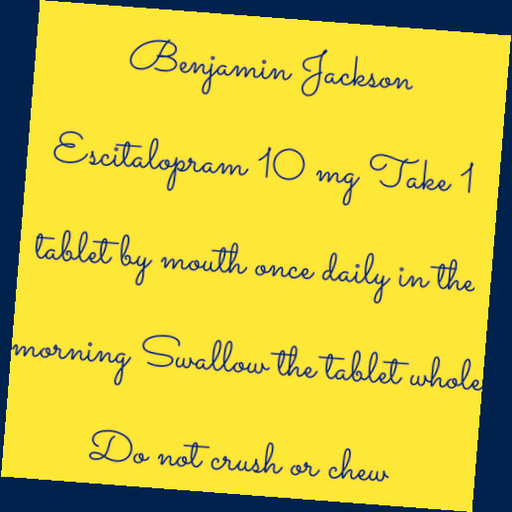 Benjamin Jackson
Escitalopram 10 mg Take 1
tablet by mouth once daily in the
morning Swallow the tablet whole
Do not crush or chew